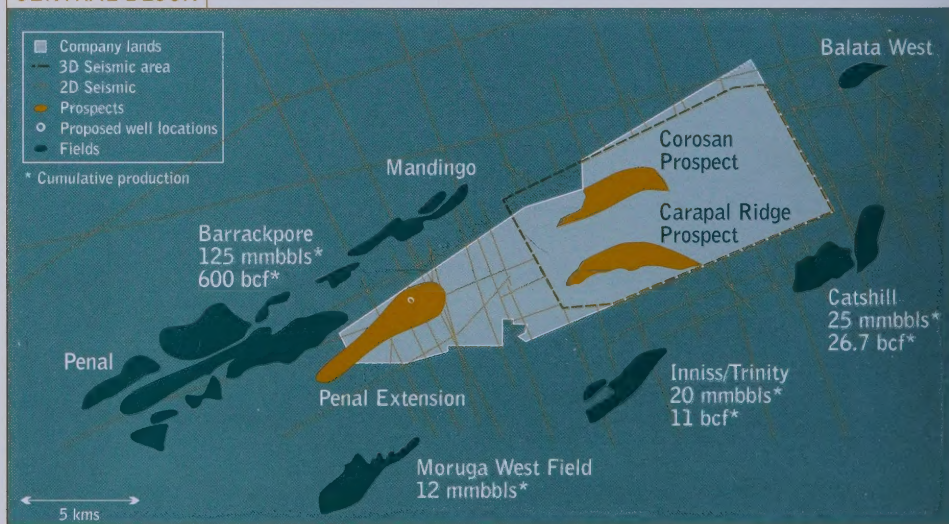 Company lands
3D Seismic area
2D Seismic
Prospects
Proposed well locations
Fields
* Cumulative production
Balata West
Corosan
Prospect
Mandingo
Carapal Ridge
Prospect
Barrackpore
125 mmbbls*
600 bcf*
Catshill
25 mmbbls*
26.7 bcf*
Penal
Inniss/Trinity
20 mmbbls*
11 bcf*
Penal Extension
Moruga West Field
12 mmbbls*
5 kms